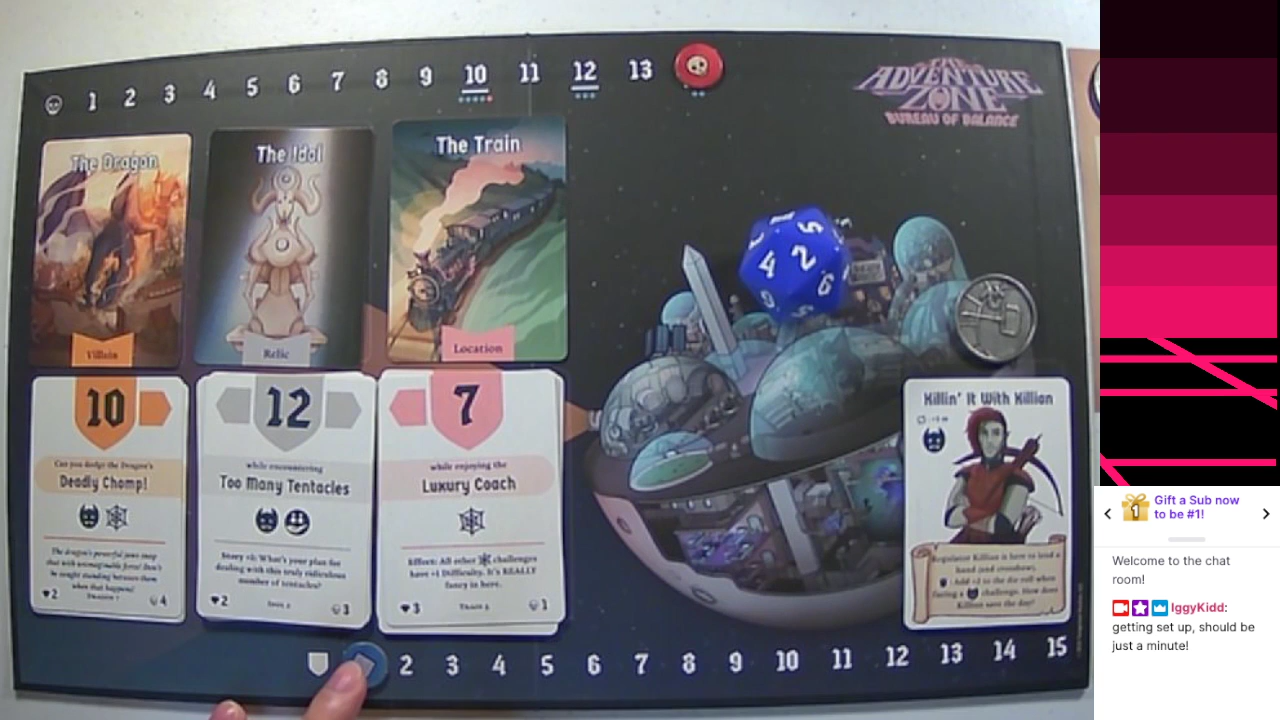 1 2 3 4 5 6 7 8 9 10 11 12 13
THE
ADVENTURE
ZONE
BUREAU OF BALANCE
The Dragon
Villain
The Idol
Relic
The Train
Location
10
Can you dodge the Dragon's
Deadly Chomp!
The dragon's powerful jaws snap
that with unimaginable force! Don't
be caught standing between them
when that happens!
2
4
12
while encountering
Too Many Tentacles
Story +2: What's your plan for
dealing with this truly ridiculous
number of tentacles?
2
Idol 2
3
7
while enjoying the
Luxury Coach
Effect: All other challenges
have +1 Difficulty. It's REALLY
fancy in here.
3
1
4 2 5 6
Killin' It With Killian
Regulator Killian is here to lend a
hand (and crossbow).
: Add +2 to the die roll when
facing a challenge. How does
Killian save the day?
2 3 4 5 6 7 8 9 10 11 12 13 14 15
1
Gift a Sub now
to be #1!
Welcome to the chat
room!
IggyKidd:
getting set up, should be
just a minute!